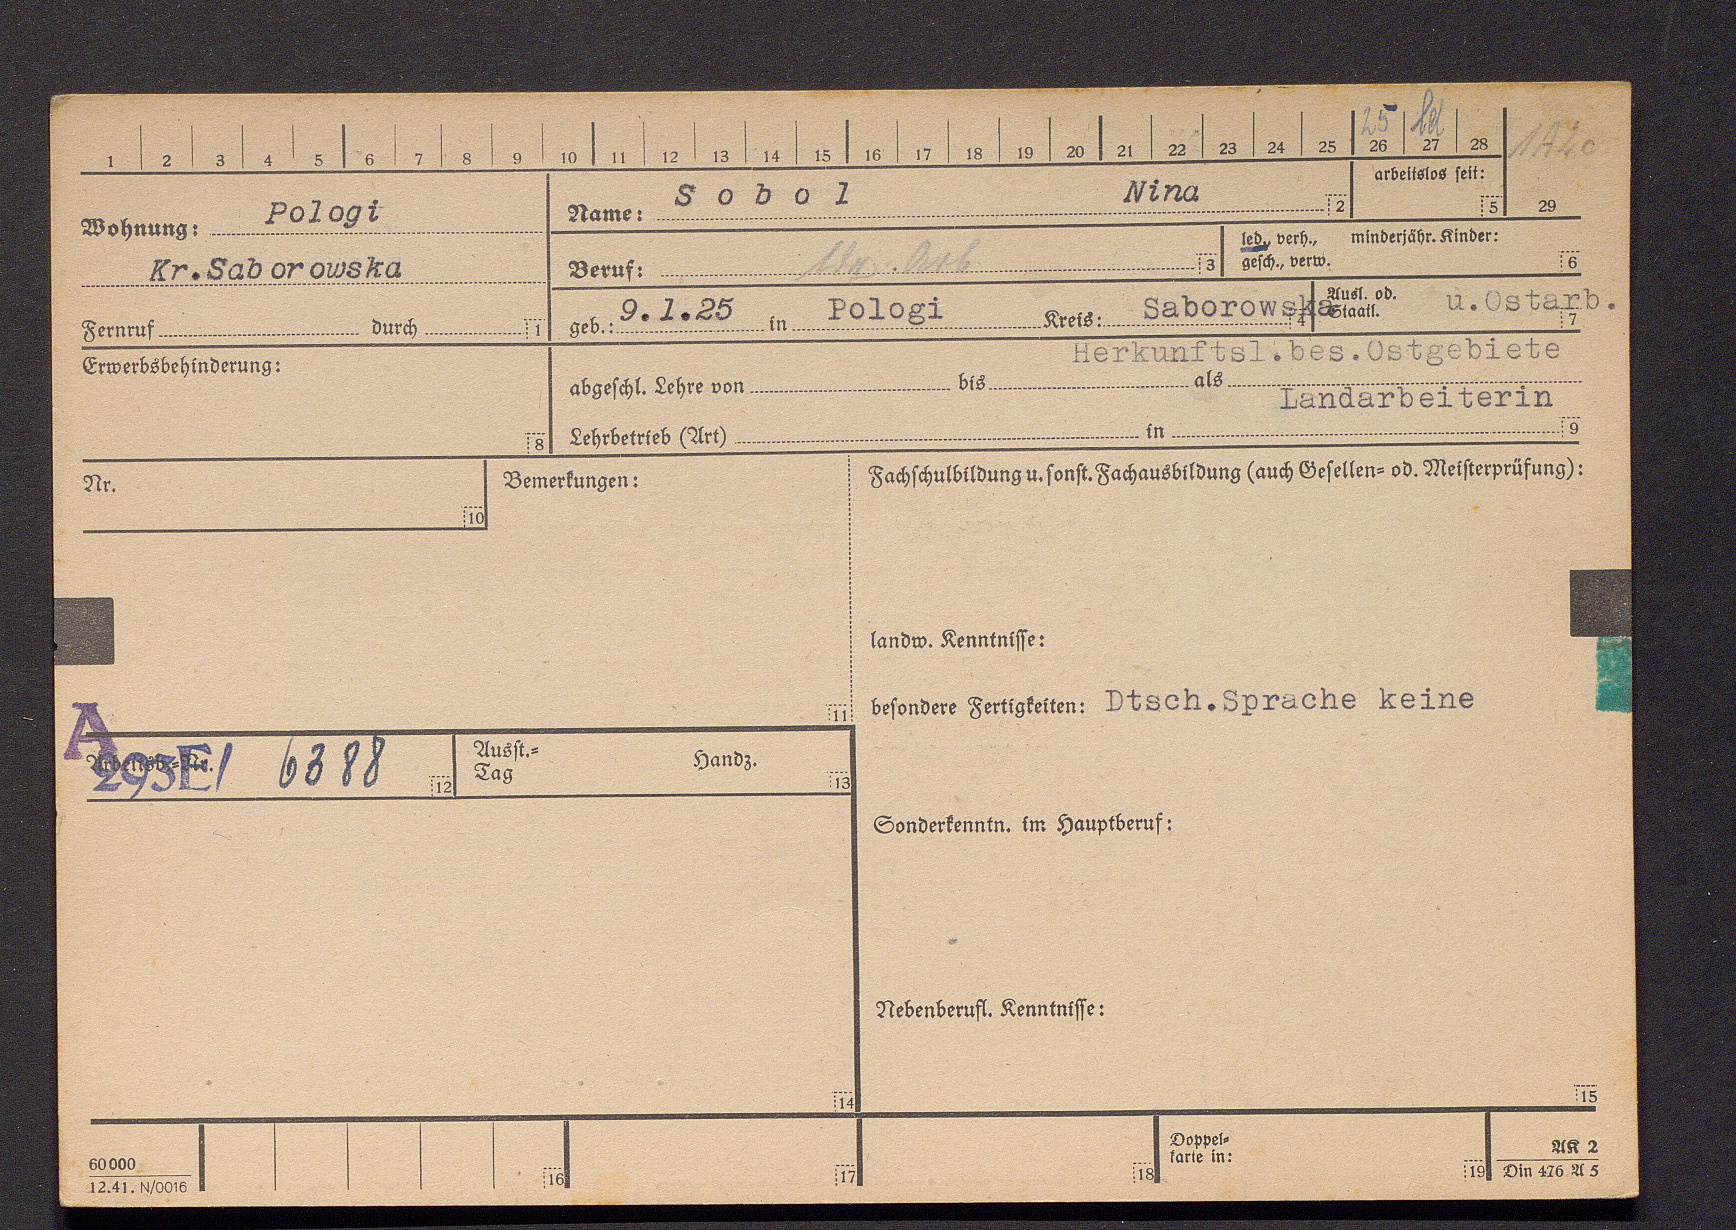 25 led
1 2 3 4 5 6 7 8 9 10 11 12 13 14 15 16 17 18 19 20 21 22 23 24 25 26 27 28
arbeitslos seit:
5 29
Wohnung: Pologi
Kr.Saborowska
Fernruf durch 1
Name: Sobol Nina 2
Beruf: 3
led., verh., minderjähr. Kinder:
gesch., verw. 6
geb.: 9.1.25 in Pologi Kreis: Saborowska 4
Ausl. od. u.Ostarb.
Staatl. 7
Erwerbsbehinderung:
8
Herkunftsl.bes.Ostgebiete
abgeschl. Lehre von bis als
Landarbeiterin
Lehrbetrieb (Art) in 9
Nr.
10
Bemerkungen:
11
Fachschulbildung u. sonst. Fachausbildung (auch Gesellen= od. Meisterprüfung):
landw. Kenntnisse:
besondere Fertigkeiten: Dtsch.Sprache keine
A
Arbeitsb.=Nr. 293E/ 6388 12
Ausst.= Handz.
Tag 13
Sonderkenntn. im Hauptberuf:
Nebenberufl. Kenntnisse:
14 15
60000
12.41. N/0016
16 17 18
Doppel=
karte in: 19
AK 2
Din 476 A 5